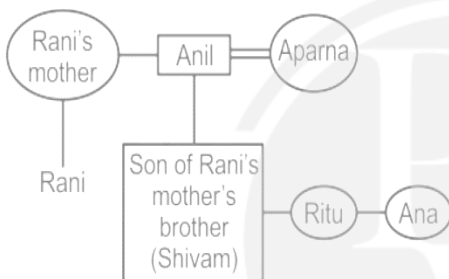 Rani's
mother
Anil
Aparna
Rani
Son of Rani's
mother's
brother
(Shivam)
Ritu
Ana